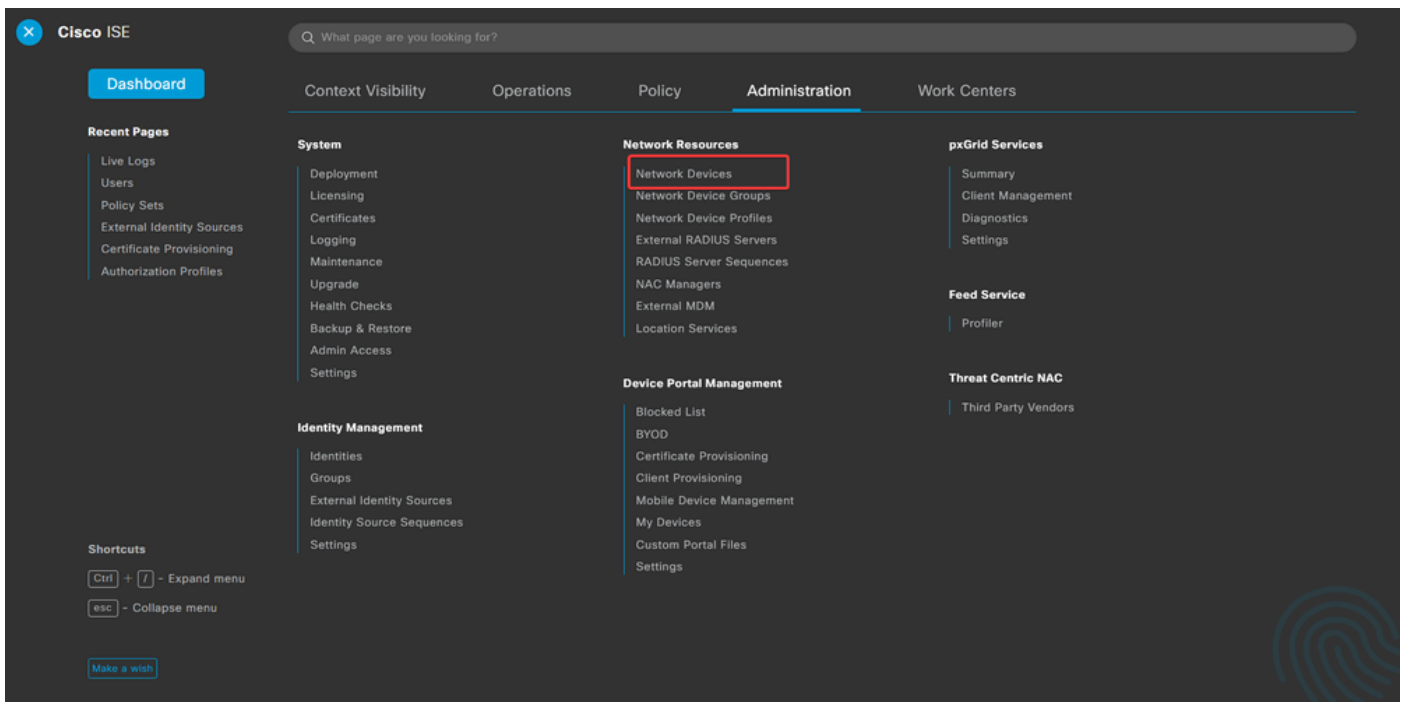 Cisco ISE
What page are you looking for?
Dashboard
Context Visibility
Operations
Policy
Administration
Work Centers
Recent Pages
Live Logs
Users
Policy Sets
External Identity Sources
Certificate Provisioning
Authorization Profiles
Shortcuts
Ctrl + / - Expand menu
esc - Collapse menu
Make a wish
System
Deployment
Licensing
Certificates
Logging
Maintenance
Upgrade
Health Checks
Backup & Restore
Admin Access
Settings
Identity Management
Identities
Groups
External Identity Sources
Identity Source Sequences
Settings
Network Resources
Network Devices
Network Device Groups
Network Device Profiles
External RADIUS Servers
RADIUS Server Sequences
NAC Managers
External MDM
Location Services
Device Portal Management
Blocked List
BYOD
Certificate Provisioning
Client Provisioning
Mobile Device Management
My Devices
Custom Portal Files
Settings
pxGrid Services
Summary
Client Management
Diagnostics
Settings
Feed Service
Profiler
Threat Centric NAC
Third Party Vendors